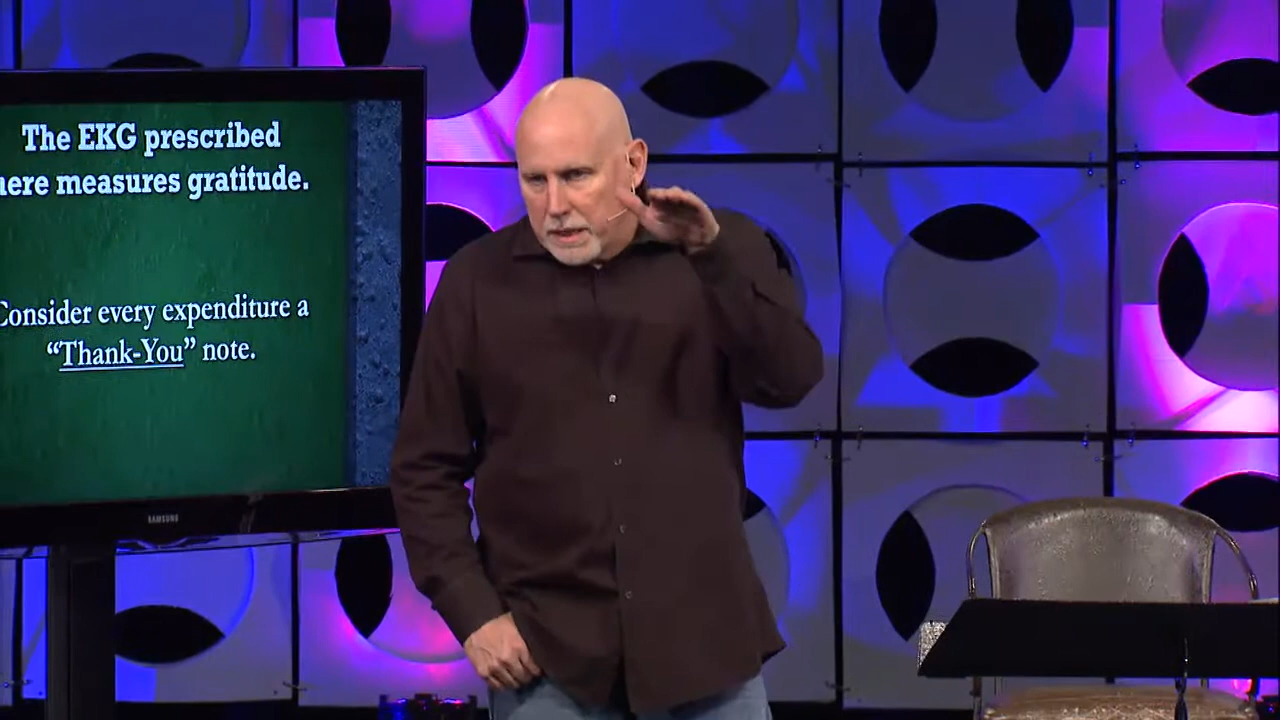 The EKG prescribed
here measures gratitude.
Consider every expenditure a
“Thank-You” note.
SAMSUNG